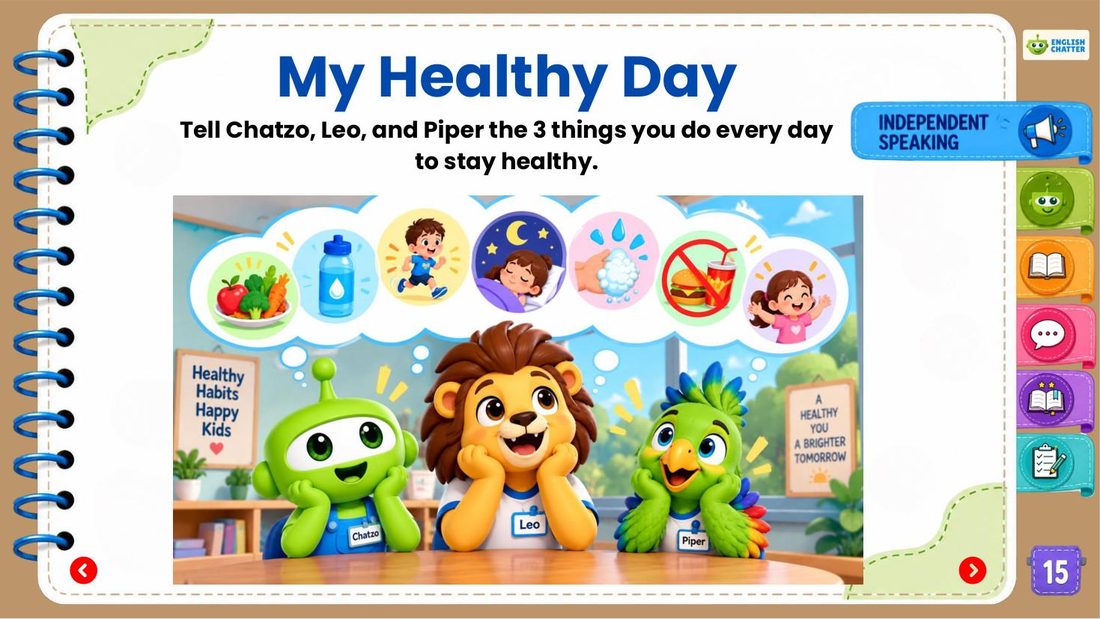 My Healthy Day
Tell Chatzo, Leo, and Piper the 3 things you do every day
to stay healthy.
ENGLISH
CHATTER
INDEPENDENT
SPEAKING
Healthy
Habits
Happy
Kids
A
HEALTHY
YOU
A BRIGHTER
TOMORROW
Chatzo
Leo
Piper
15